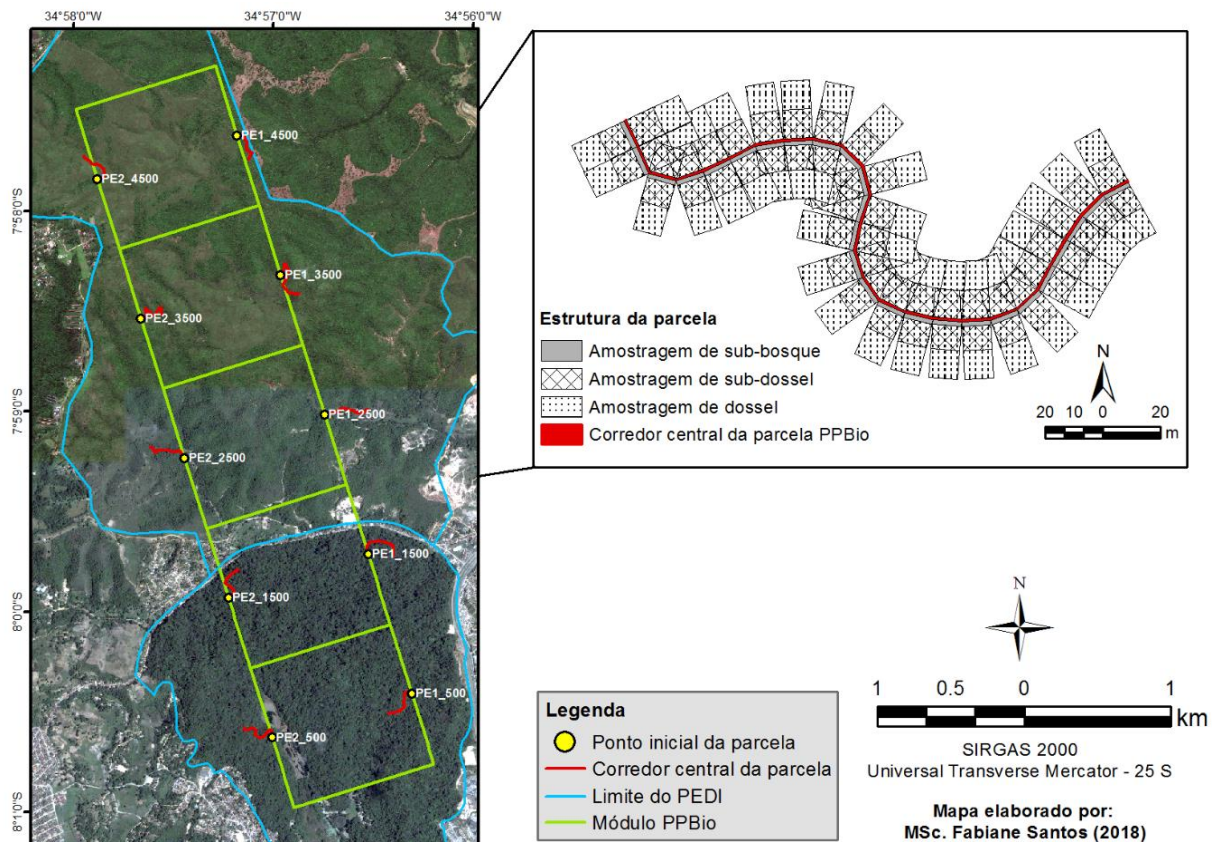 34°58'0"W
34°57'0"W
34°56'0"W
7°58'0"S
7°59'0"S
8°0'0"S
8°1'0"S
PE1_4500
PE2_4500
PE1_3500
PE2_3500
PE1_2500
PE2_2500
PE1_1500
PE2_1500
PE1_500
PE2_500
Estrutura da parcela
Amostragem de sub-bosque
Amostragem de sub-dossel
Amostragem de dossel
Corredor central da parcela PPBio
N
20 10 0 20
m
Legenda
Ponto inicial da parcela
Corredor central da parcela
Limite do PEDI
Módulo PPBio
N
1 0.5 0 1
km
SIRGAS 2000
Universal Transverse Mercator - 25 S
Mapa elaborado por:
MSc. Fabiane Santos (2018)